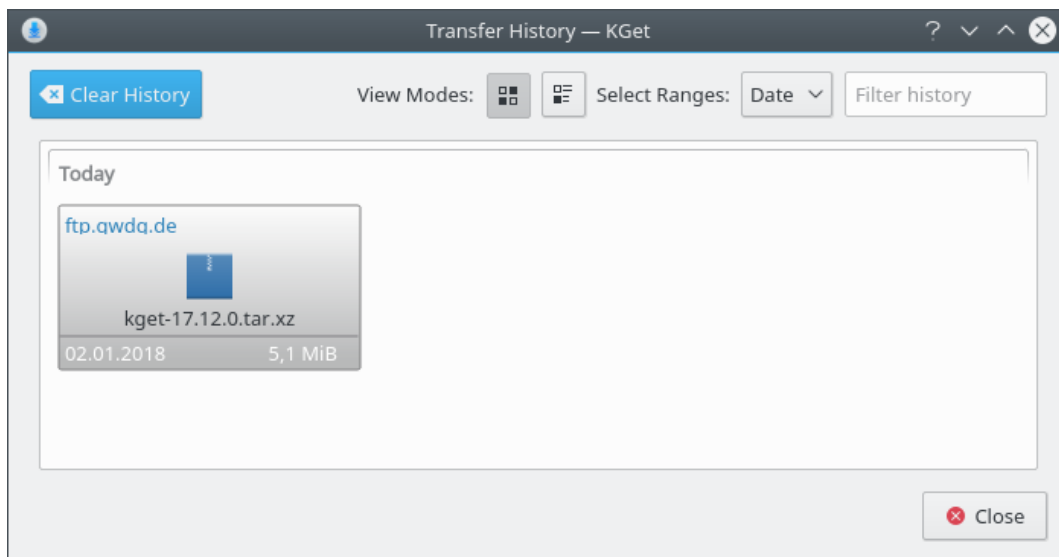 Transfer History — KGet
Clear History View Modes: Select Ranges: Date Filter history
Today
ftp.gwdg.de
kget-17.12.0.tar.xz
02.01.2018 5,1 MiB
Close